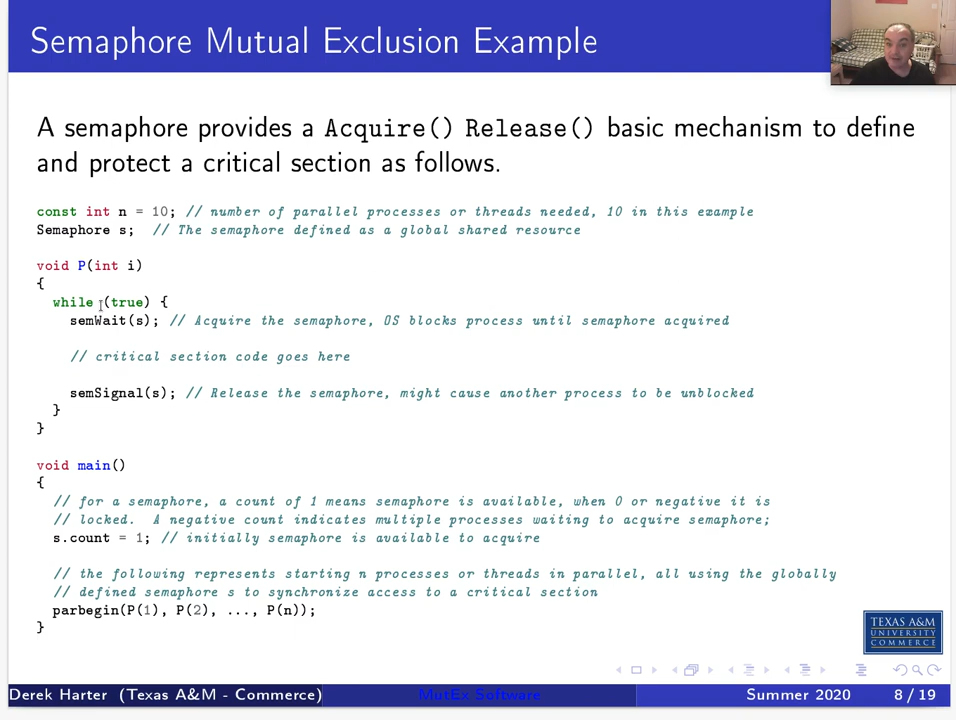 Semaphore Mutual Exclusion Example
A semaphore provides a Acquire() Release() basic mechanism to define
and protect a critical section as follows.
const int n = 10; // number of parallel processes or threads needed, 10 in this example
Semaphore s;  // The semaphore defined as a global shared resource
void P(int i)
{
while (true) {
semWait(s); // Acquire the semaphore, OS blocks process until semaphore acquired
// critical section code goes here
semSignal(s); // Release the semaphore, might cause another process to be unblocked
}
}
void main()
{
// for a semaphore, a count of 1 means semaphore is available, when 0 or negative it is
// locked.  A negative count indicates multiple processes waiting to acquire semaphore;
s.count = 1; // initially semaphore is available to acquire
// the following represents starting n processes or threads in parallel, all using the globally
// defined semaphore s to synchronize access to a critical section
parbegin(P(1), P(2), ..., P(n));
}
TEXAS A&M
UNIVERSITY
COMMERCE
Derek Harter (Texas A&M - Commerce) MutEx Software Summer 2020 8 / 19